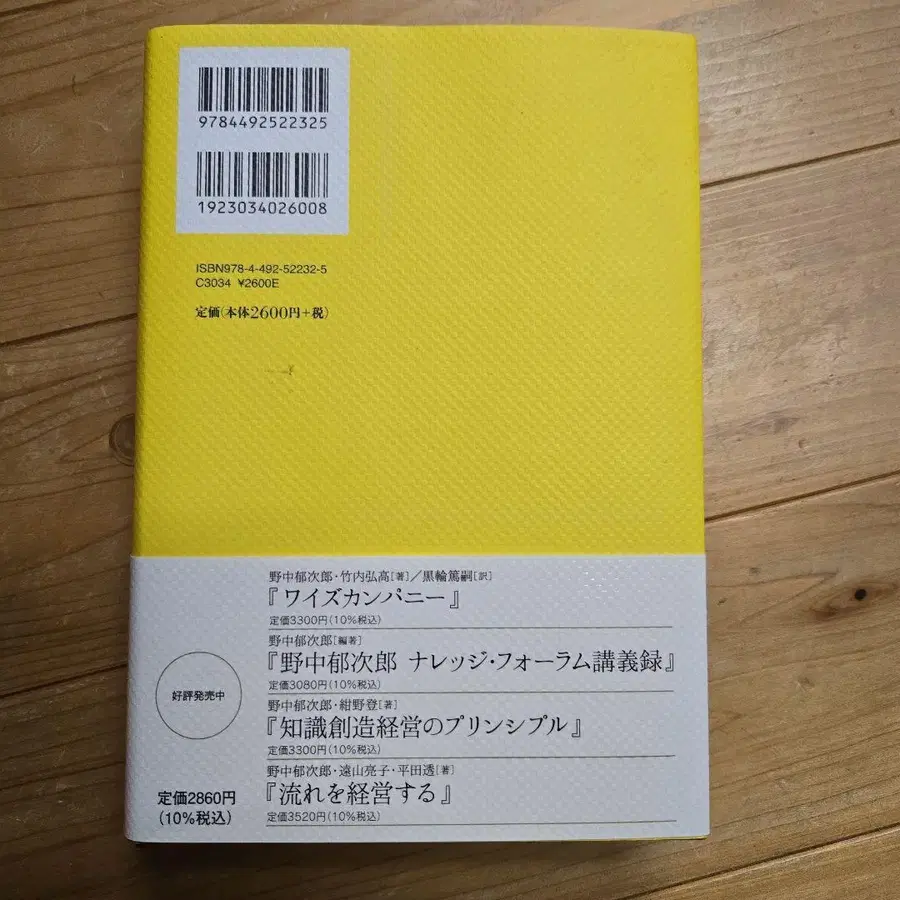 9784492522325
1923034026008
ISBN978-4-492-52232-5
C3034 ¥2600E
定価(本体2600円+税)
野中郁次郎・竹内弘高[著]/黒輪篤嗣[訳]
『ワイズカンパニー』
定価3300円(10%税込)
野中郁次郎[編著]
『野中郁次郎 ナレッジ・フォーラム講義録』
定価3080円(10%税込)
野中郁次郎・紺野登[著]
『知識創造経営のプリンシプル』
定価3300円(10%税込)
野中郁次郎・遠山亮子・平田透[著]
『流れを経営する』
定価3520円(10%税込)
好評発売中
定価2860円
(10%税込)